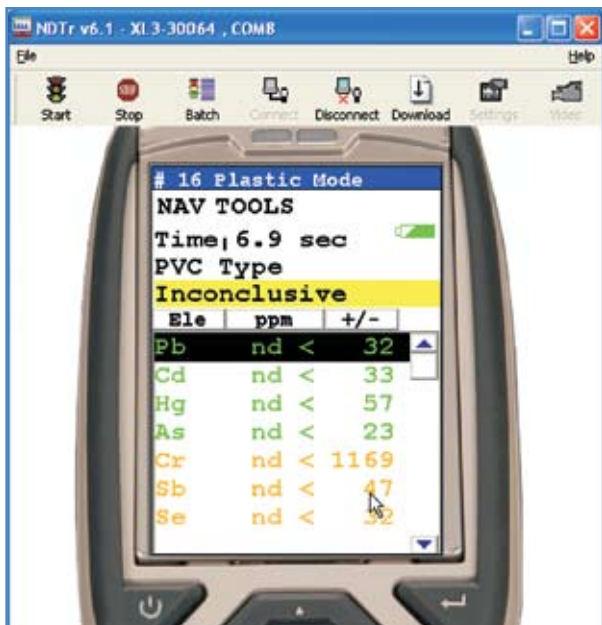 NDTr v6.1 - XL3-30064 , COM8
File Help
Start Stop Batch Connect Disconnect Download Settings Video
# 16 Plastic Mode
NAV TOOLS
Time: 6.9 sec
PVC Type
Inconclusive
Ele ppm +/-
Pb nd < 32
Cd nd < 33
Hg nd < 57
As nd < 23
Cr nd < 1169
Sb nd < 47
Se nd < 32